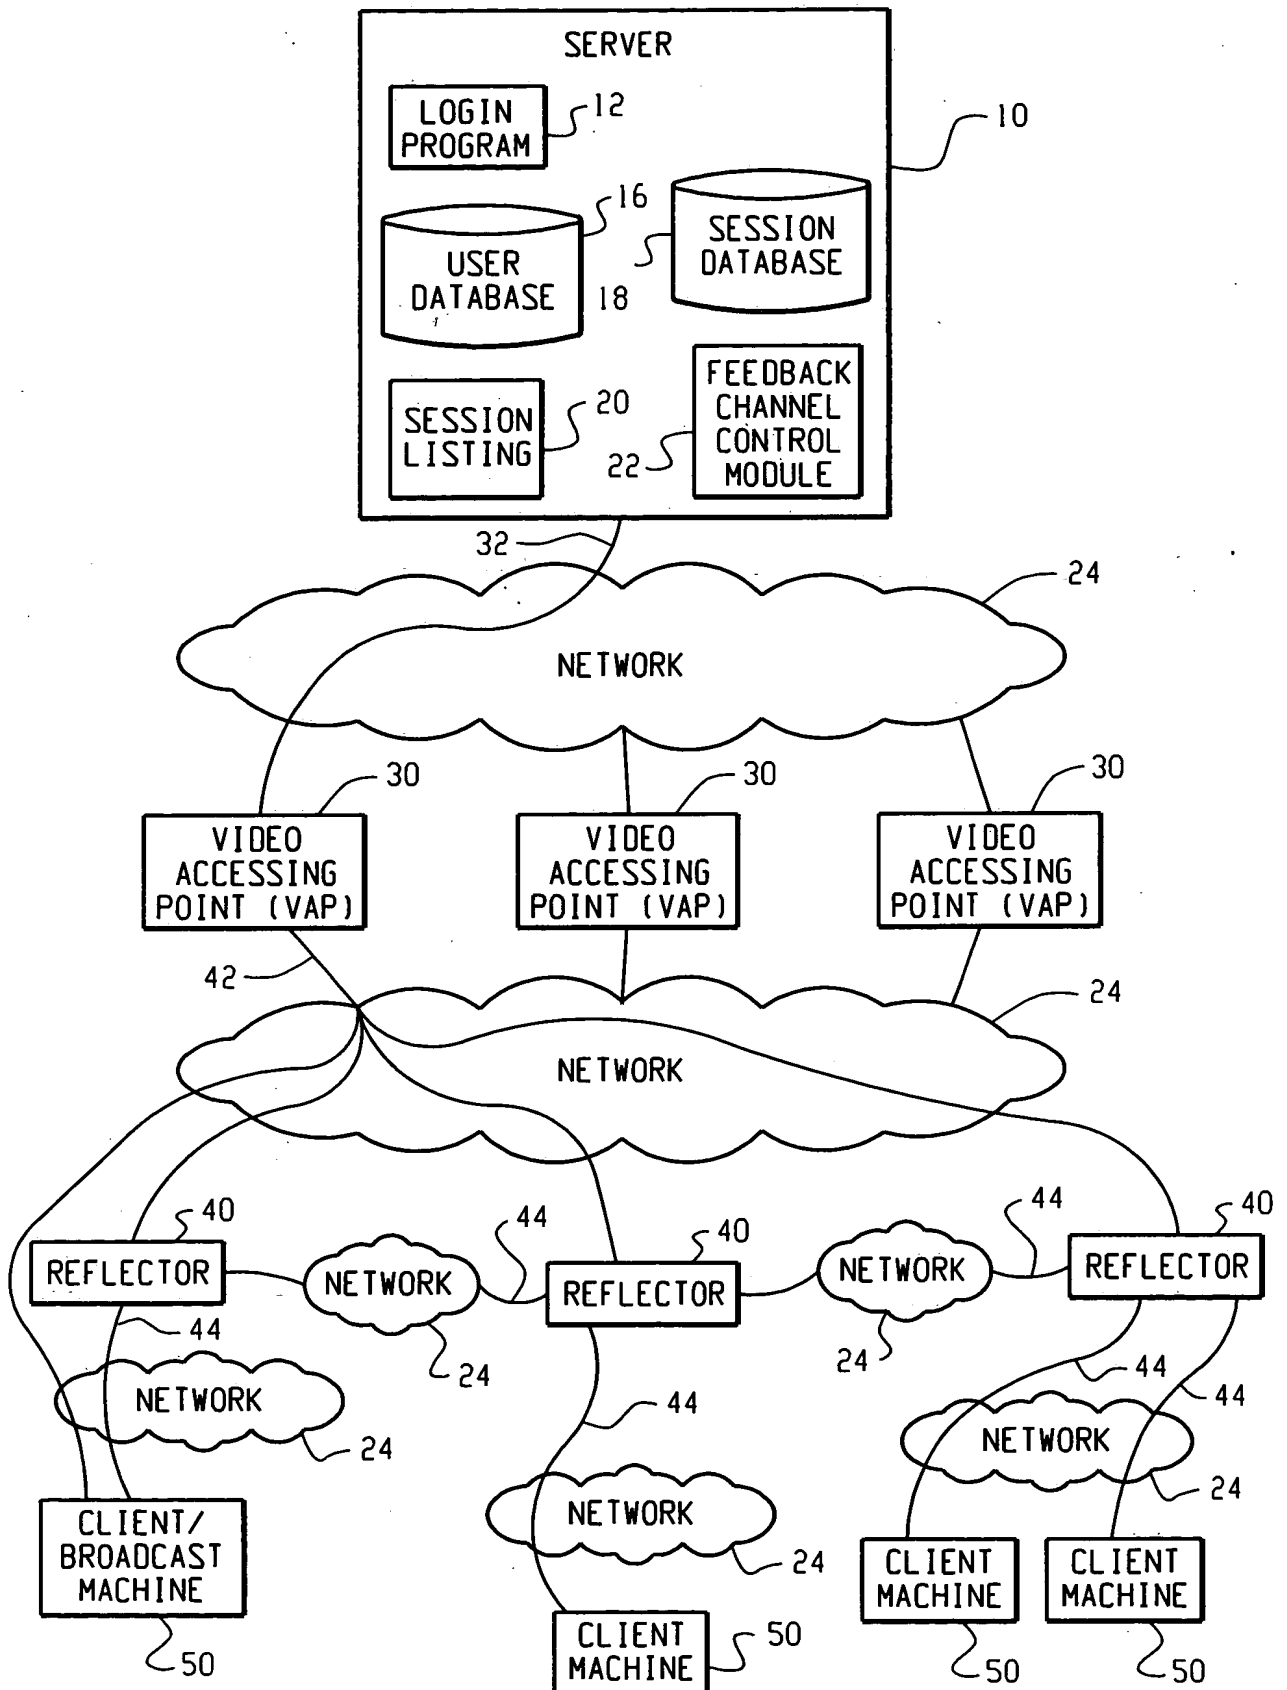 SERVER
LOGIN
PROGRAM
12
10
16
USER
DATABASE
18
SESSION
DATABASE
SESSION
LISTING
20
22
FEEDBACK
CHANNEL
CONTROL
MODULE
32
24
NETWORK
30
30
30
VIDEO
ACCESSING
POINT (VAP)
VIDEO
ACCESSING
POINT (VAP)
VIDEO
ACCESSING
POINT (VAP)
42
24
NETWORK
40
44
40
44
40
REFLECTOR
NETWORK
REFLECTOR
NETWORK
REFLECTOR
44
24
24
44
44
NETWORK
24
44
NETWORK
24
NETWORK
24
CLIENT/
BROADCAST
MACHINE
50
CLIENT
MACHINE
50
CLIENT
MACHINE
50
CLIENT
MACHINE
50